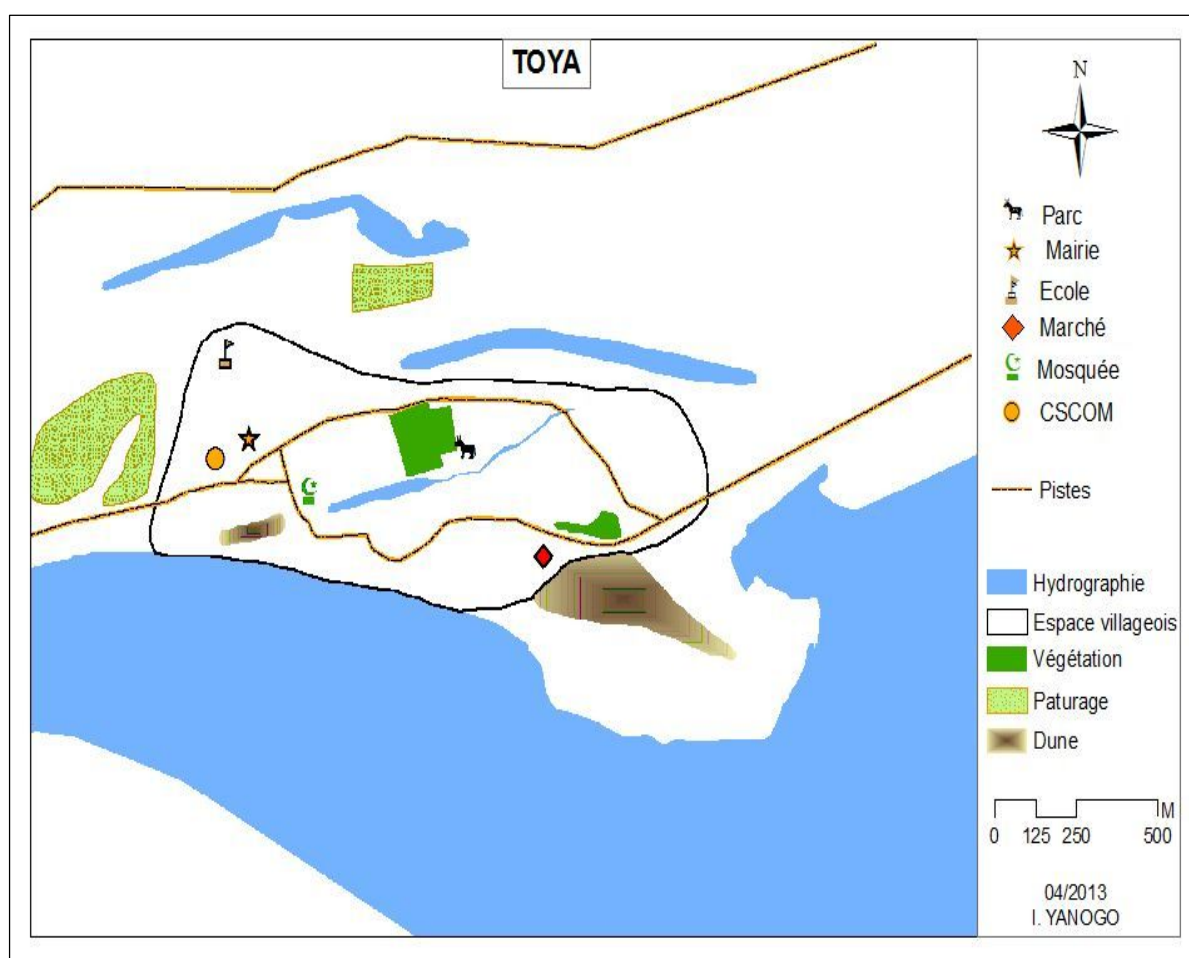 TOYA
N
Parc
Mairie
Ecole
Marché
Mosquée
CSCOM
Pistes
Hydrographie
Espace villageois
Végétation
Paturage
Dune
M
0 125 250 500
04/2013
I. YANOGO